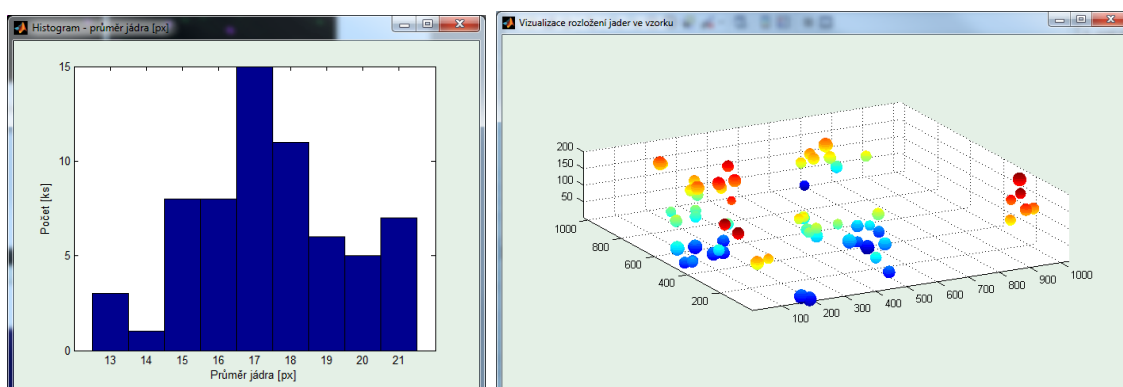 Histogram - průměr jádra [px]
15
10
5
0
Počet [ks]
13 14 15 16 17 18 19 20 21
Průměr jádra [px]
Vizualizace rozložení jader ve vzorku
200
150
100
50
1000
800
600
400
200
100 200 300 400 500 600 700 800 900 1000